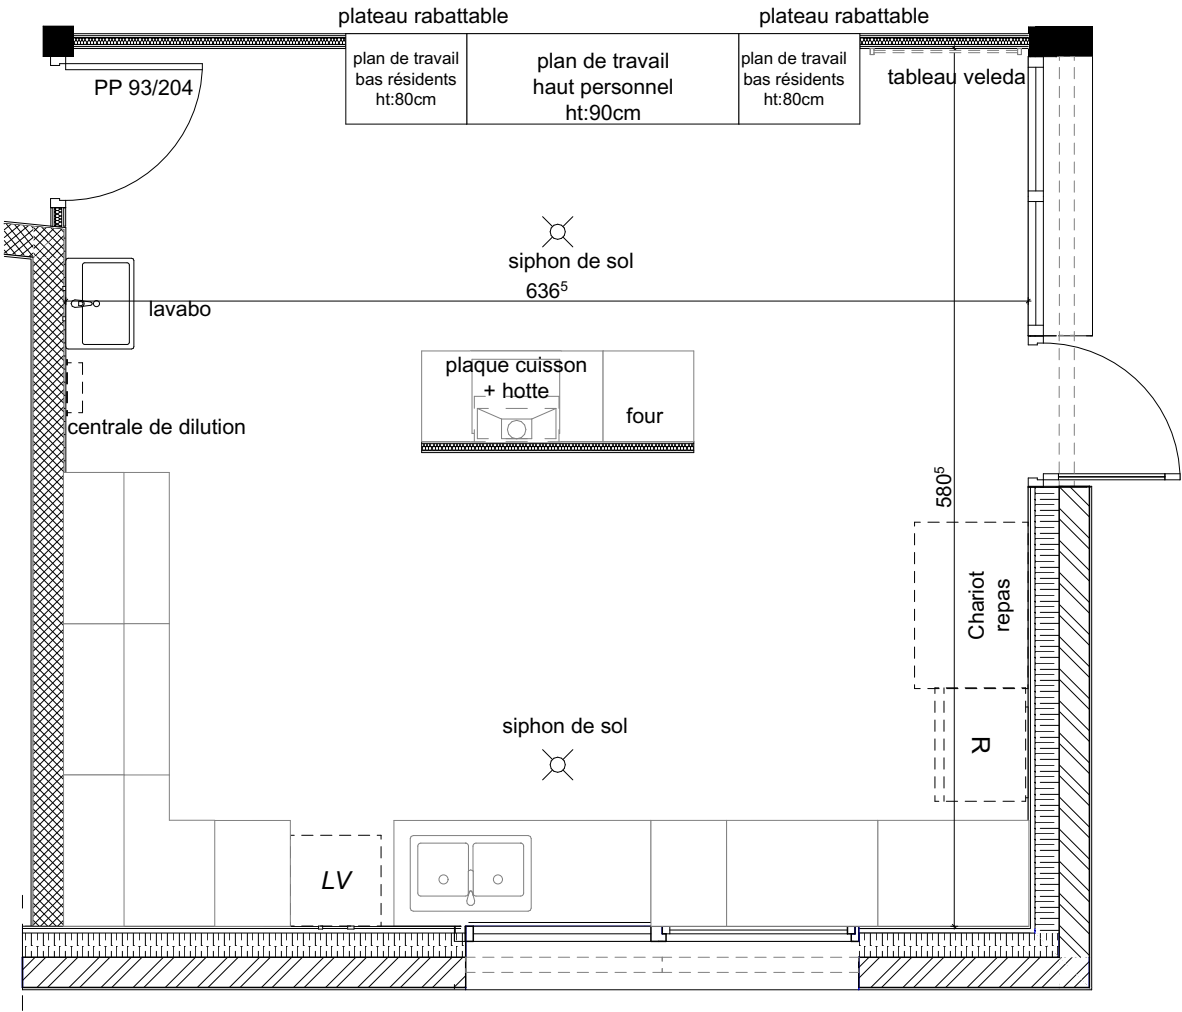 plateau rabattable
plateau rabattable
plan de travail
bas résidents
ht:80cm
plan de travail
haut personnel
ht:90cm
plan de travail
bas résidents
ht:80cm
tableau veleda
PP 93/204
siphon de sol
636⁵
lavabo
plaque cuisson
+ hotte
four
centrale de dilution
580⁵
Chariot
repas
R
siphon de sol
LV